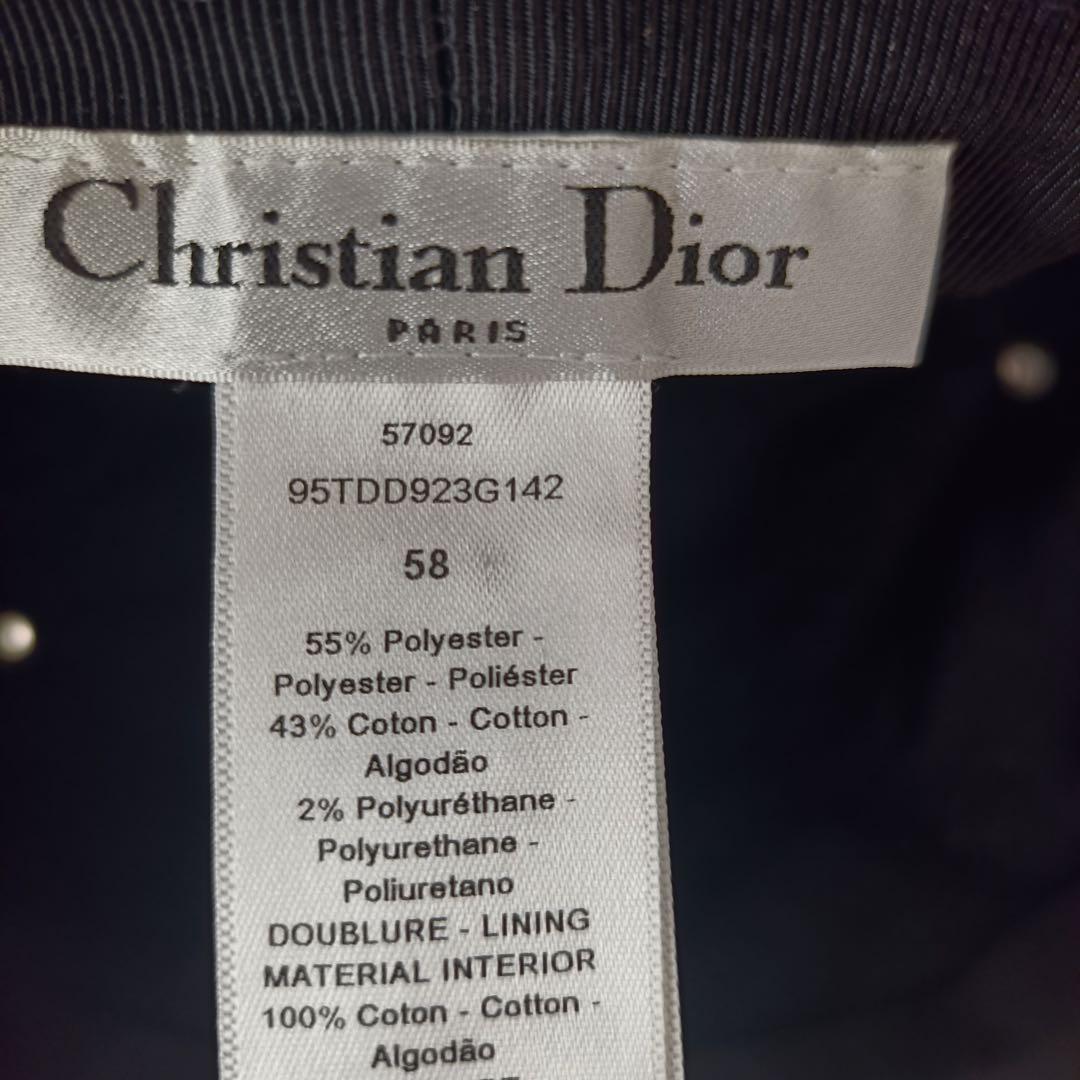 Christian Dior
PARIS
57092
95TDD923G142
58
55% Polyester -
Polyester - Poliéster
43% Coton - Cotton -
Algodão
2% Polyuréthane -
Polyurethane -
Poliuretano
DOUBLURE - LINING
MATERIAL INTERIOR
100% Coton - Cotton -
Algodão